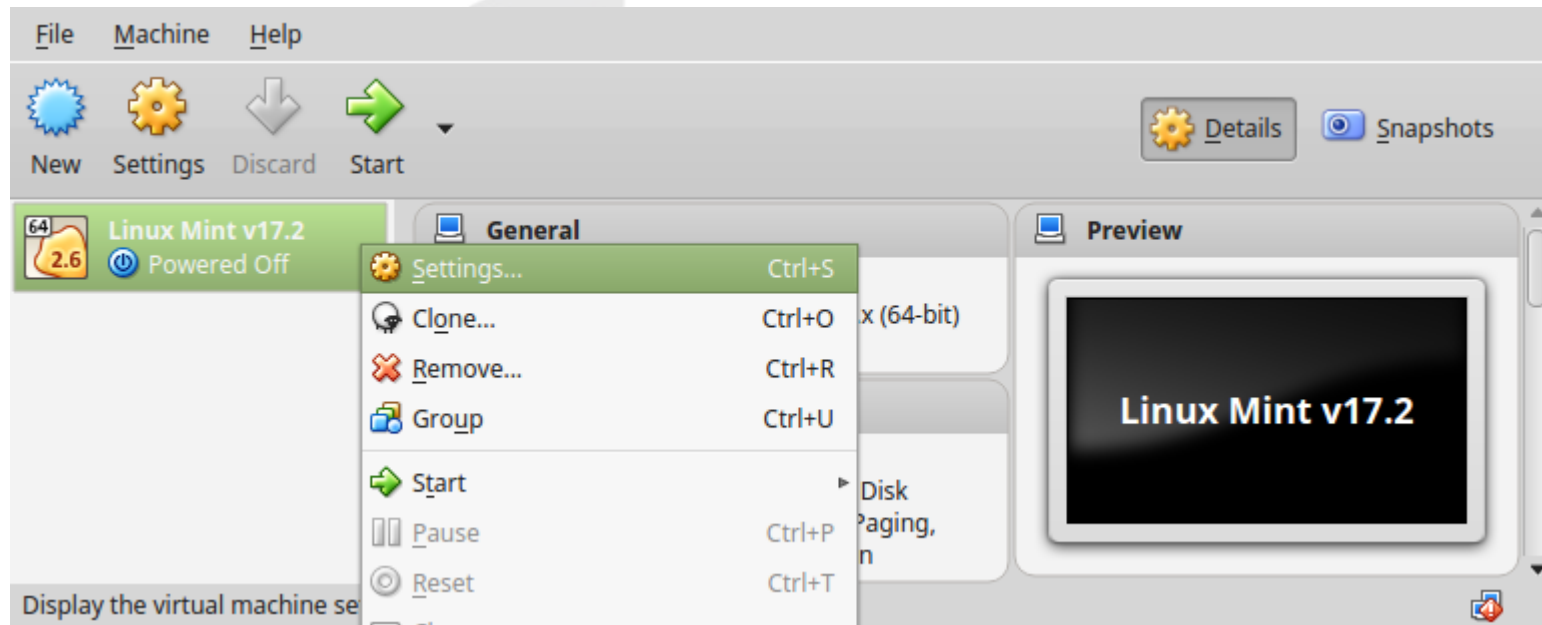 File Machine Help
New Settings Discard Start
Details Snapshots
64
2.6
Linux Mint v17.2
Powered Off
General
Preview
Settings... Ctrl+S
Clone... Ctrl+O
Remove... Ctrl+R
Group Ctrl+U
Start
Pause Ctrl+P
Reset Ctrl+T
.x (64-bit)
Disk
Paging,
n
Linux Mint v17.2
Display the virtual machine se